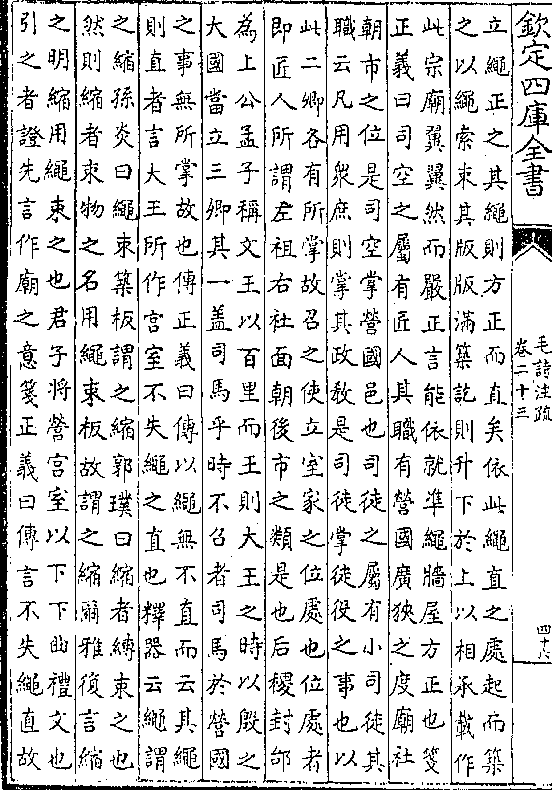 欽定四庫全書
毛詩注疏
卷二十三
四十六
立繩正之其繩則方正而直矣依此繩直之處起而築
之以繩索束其版版滿築訖則升下於上以相承載作
此宗廟翼翼然而嚴正言能依就準繩牆屋方正也箋
正義曰司空之屬有匠人其職有營國廣狹之度廟社
朝市之位是司空掌營國邑也司徒之屬有小司徒其
職云凡用衆庶則掌其政教是司徒掌徒役之事也以
此二卿各有所掌故召之使立室家之位處也位處者
即匠人所謂左祖右社面朝後市之類是也后稷封邰
為上公孟子稱文王以百里而王則大王之時以殷之
大國當立三卿其一盖司馬乎時不召者司馬於營國
之事無所掌故也傳正義曰傳以繩無不直而云其繩
則直者言大王所作宫室不失繩之直也釋器云繩謂
之縮孫炎曰繩束築板謂之縮郭璞曰縮者縛束之也
然則縮者束物之名用繩束板故謂之縮爾雅復言縮
之明縮用繩束之也君子將營宫室以下下曲禮文也
引之者證先言作廟之意箋正義曰傳言不失繩直故